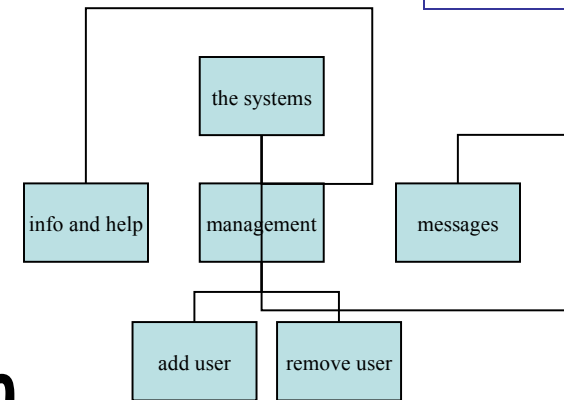 the systems
info and help
management
messages
add user
remove user